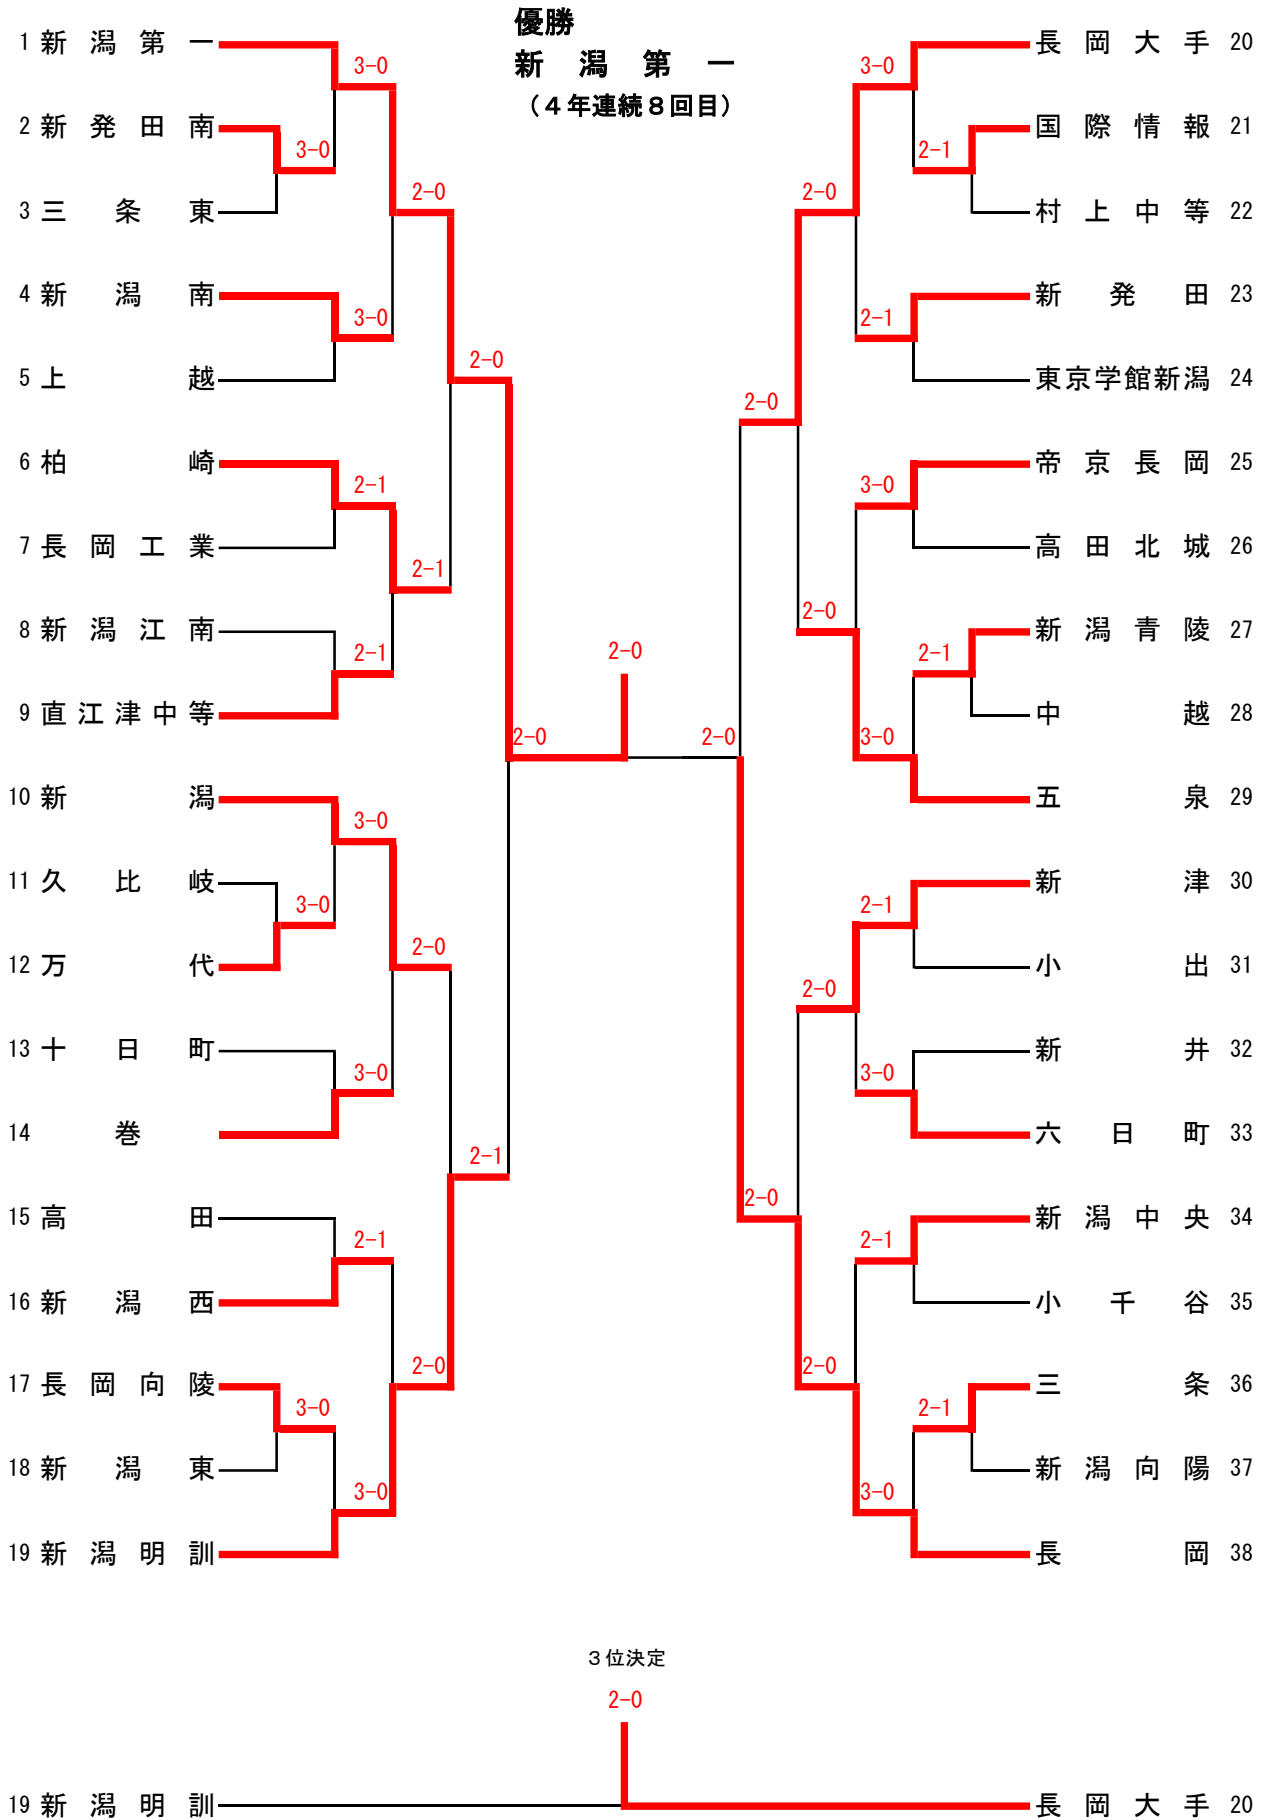 優勝
新潟第一
（４年連続８回目）
1 新潟第一
2 新発田南
3 三条東
4 新潟南
5 上越
6 柏崎
7 長岡工業
8 新潟江南
9 直江津中等
10 新潟
11 久比岐
12 万代
13 十日町
14 巻
15 高田
16 新潟西
17 長岡向陵
18 新潟東
19 新潟明訓
3-0
3-0
2-0
3-0
2-0
2-1
2-1
2-1
2-0
3-0
3-0
2-0
3-0
2-1
2-1
2-0
3-0
3-0
2-0
長岡大手 20
国際情報 21
村上中等 22
新発田 23
東京学館新潟 24
帝京長岡 25
高田北城 26
新潟青陵 27
中越 28
五泉 29
新津 30
小出 31
新井 32
六日町 33
新潟中央 34
小千谷 35
三条 36
新潟向陽 37
長岡 38
3-0
2-1
2-0
2-1
2-0
3-0
2-0
2-1
3-0
2-0
2-1
2-0
3-0
2-0
2-1
2-0
2-1
3-0
３位決定
2-0
19 新潟明訓
長岡大手 20